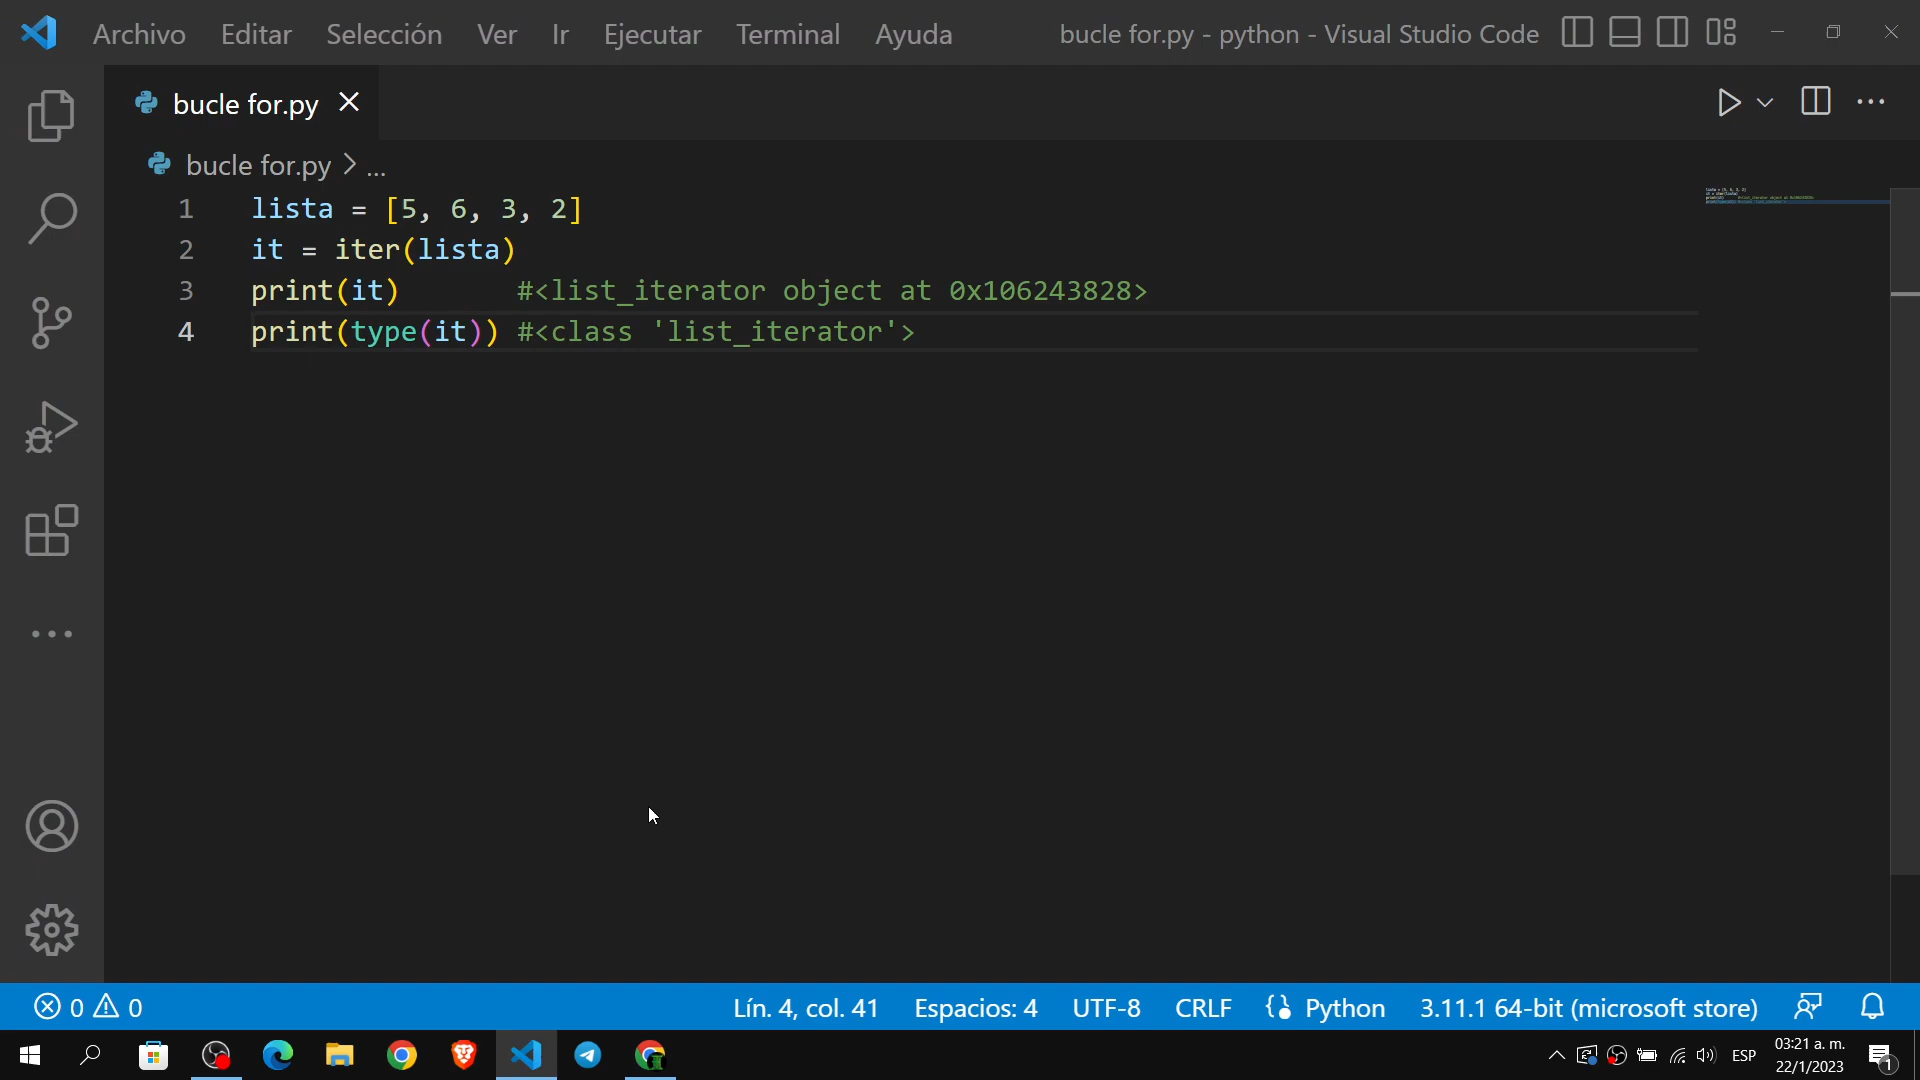 Archivo Editar Selección Ver Ir Ejecutar Terminal Ayuda bucle for.py - python - Visual Studio Code
bucle for.py
bucle for.py > ...
1 lista = [5, 6, 3, 2]
2 it = iter(lista)
3 print(it) #<list_iterator object at 0x106243828>
4 print(type(it)) #<class 'list_iterator'>
0 0 Lín. 4, col. 41 Espacios: 4 UTF-8 CRLF Python 3.11.1 64-bit (microsoft store)
ESP 03:21 a. m.
22/1/2023 1